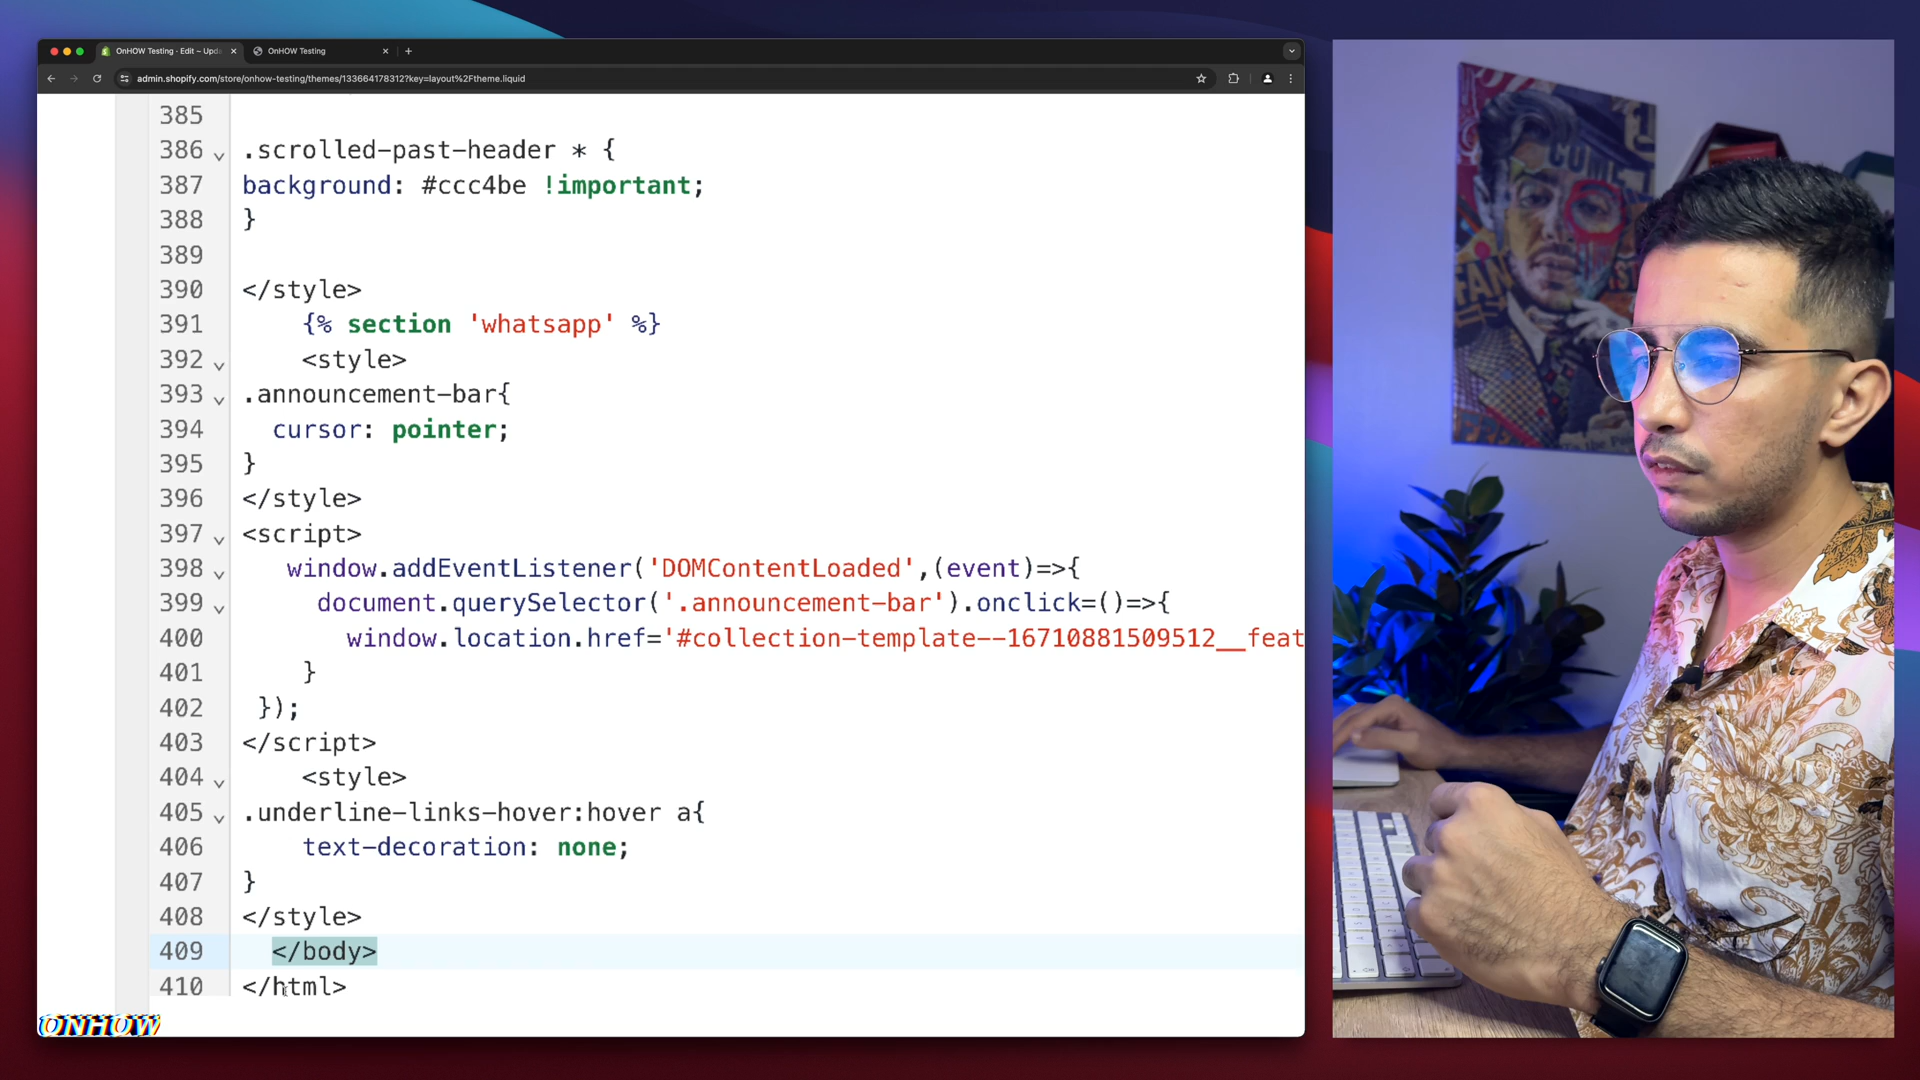 OnHOW Testing · Edit ~ Upda
OnHOW Testing
admin.shopify.com/store/onhow-testing/themes/133664178312?key=layout%2Ftheme.liquid
385
386 .scrolled-past-header * {
387 background: #ccc4be !important;
388 }
389
390 </style>
391 {% section 'whatsapp' %}
392 <style>
393 .announcement-bar{
394 cursor: pointer;
395 }
396 </style>
397 <script>
398 window.addEventListener('DOMContentLoaded',(event)=>{
399 document.querySelector('.announcement-bar').onclick=()=>{
400 window.location.href='#collection-template--16710881509512__feat
401 }
402 });
403 </script>
404 <style>
405 .underline-links-hover:hover a{
406 text-decoration: none;
407 }
408 </style>
409 </body>
410 </html>
ONHOW